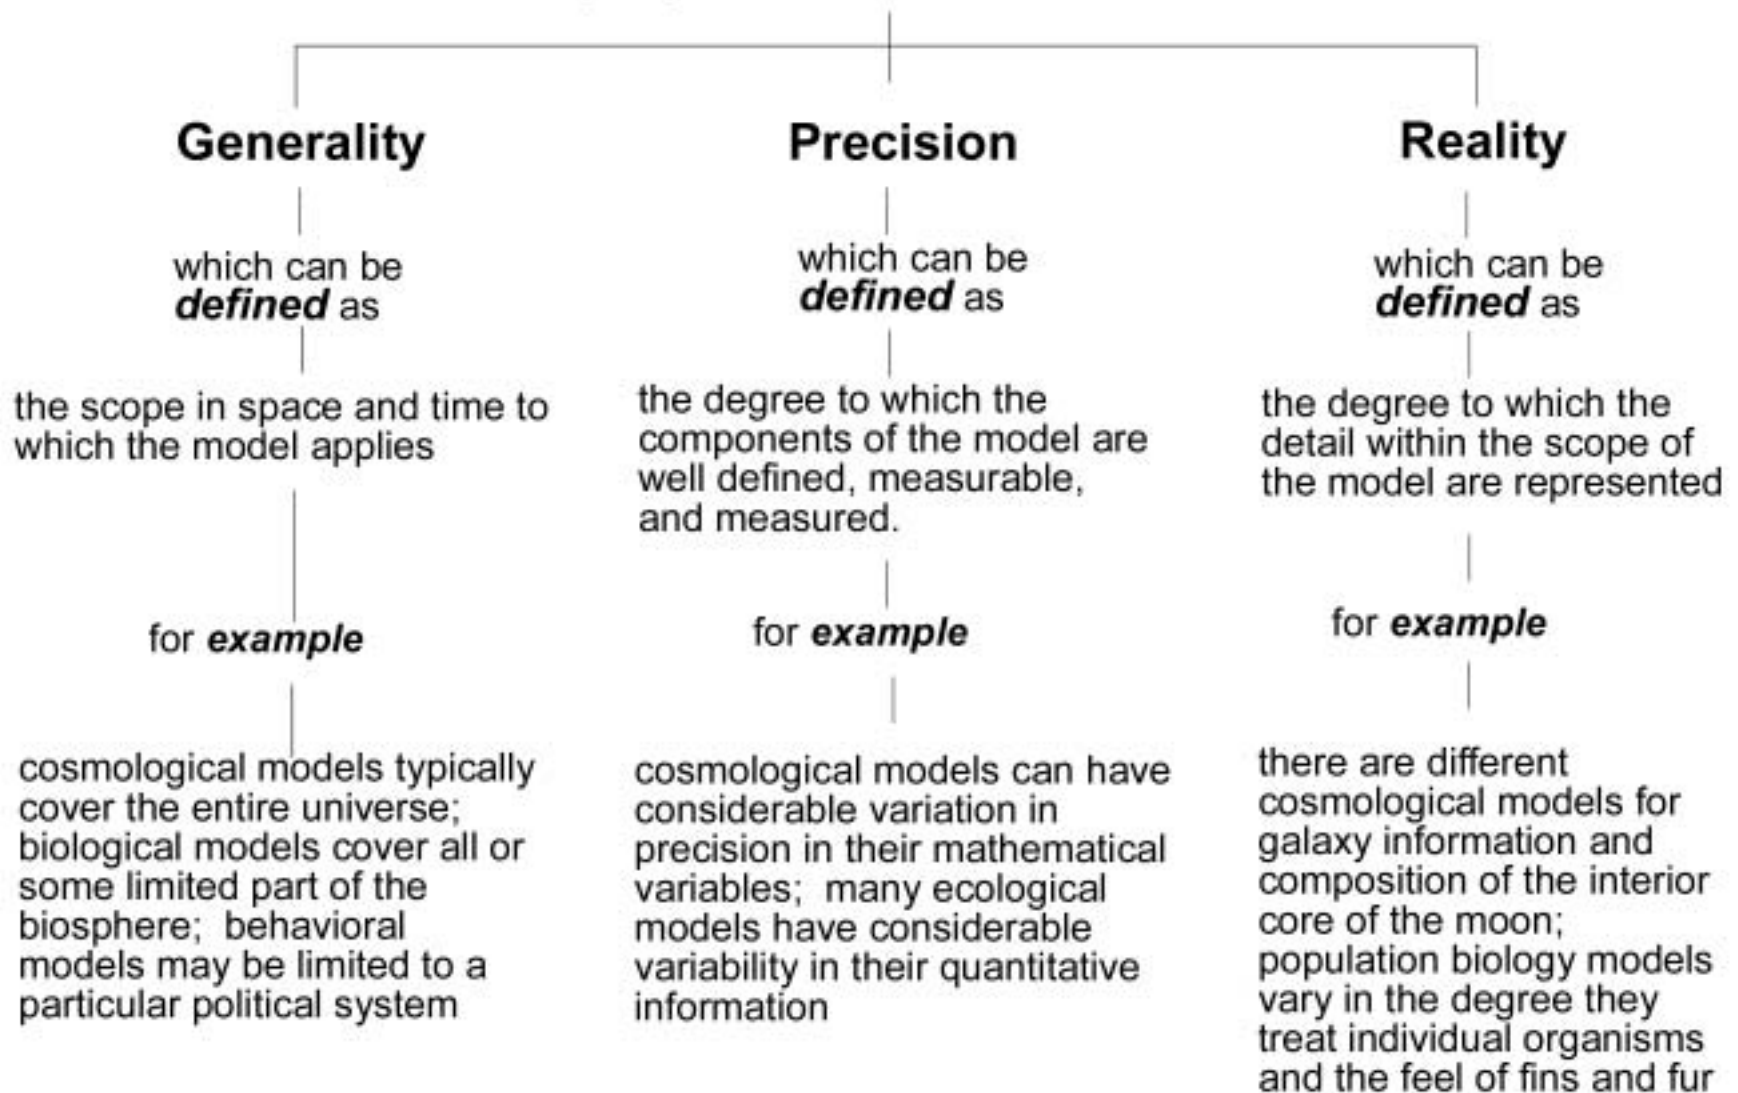 Generality
which can be
defined as
the scope in space and time to
which the model applies
for example
cosmological models typically
cover the entire universe;
biological models cover all or
some limited part of the
biosphere; behavioral
models may be limited to a
particular political system
Precision
which can be
defined as
the degree to which the
components of the model are
well defined, measurable,
and measured.
for example
cosmological models can have
considerable variation in
precision in their mathematical
variables; many ecological
models have considerable
variability in their quantitative
information
Reality
which can be
defined as
the degree to which the
detail within the scope of
the model are represented
for example
there are different
cosmological models for
galaxy information and
composition of the interior
core of the moon;
population biology models
vary in the degree they
treat individual organisms
and the feel of fins and fur